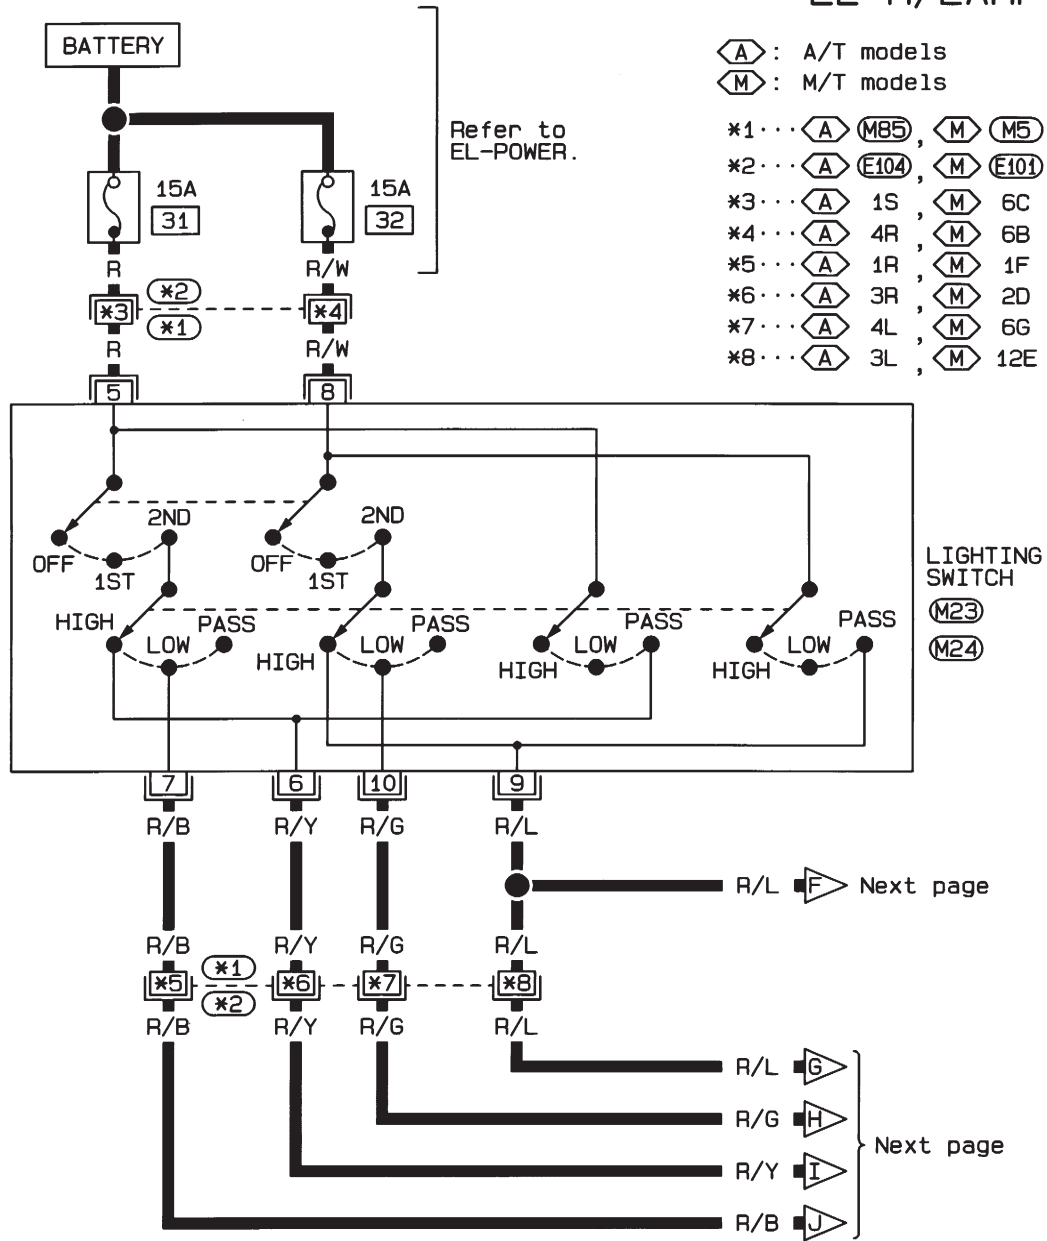 BATTERY
Refer to
EL-POWER.
15A
31
15A
32
A : A/T models
M : M/T models
*1 ··· A M85 , M M5
*2 ··· A E104 , M E101
*3 ··· A 1S , M 6C
*4 ··· A 4R , M 6B
*5 ··· A 1R , M 1F
*6 ··· A 3R , M 2D
*7 ··· A 4L , M 6G
*8 ··· A 3L , M 12E
R R/W
*3 *2 *1 *4
R R/W
5 8
OFF 1ST 2ND
OFF 1ST 2ND
HIGH LOW PASS
HIGH LOW PASS
HIGH LOW PASS
HIGH LOW PASS
LIGHTING
SWITCH
M23
M24
7 6 10 9
R/B R/Y R/G R/L
R/L F Next page
R/B R/Y R/G R/L
*5 *1 *2 *6 *7 *8
R/B R/Y R/G R/L
R/L G
R/G H
Next page
R/Y I
R/B J